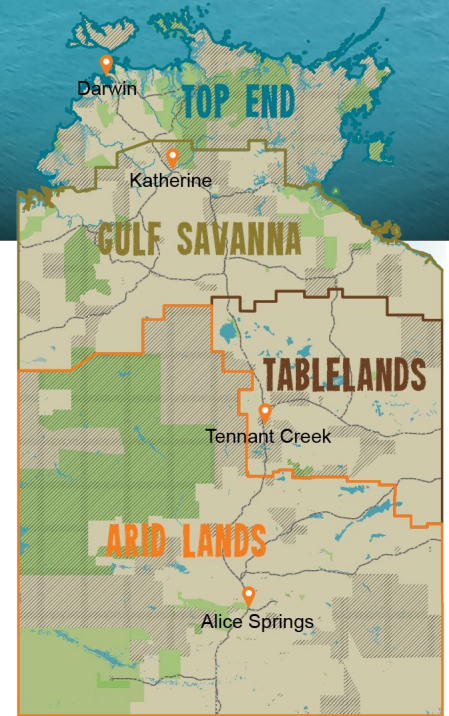 Darwin
TOP END
Katherine
GULF SAVANNA
TABLELANDS
Tennant Creek
ARID LANDS
Alice Springs